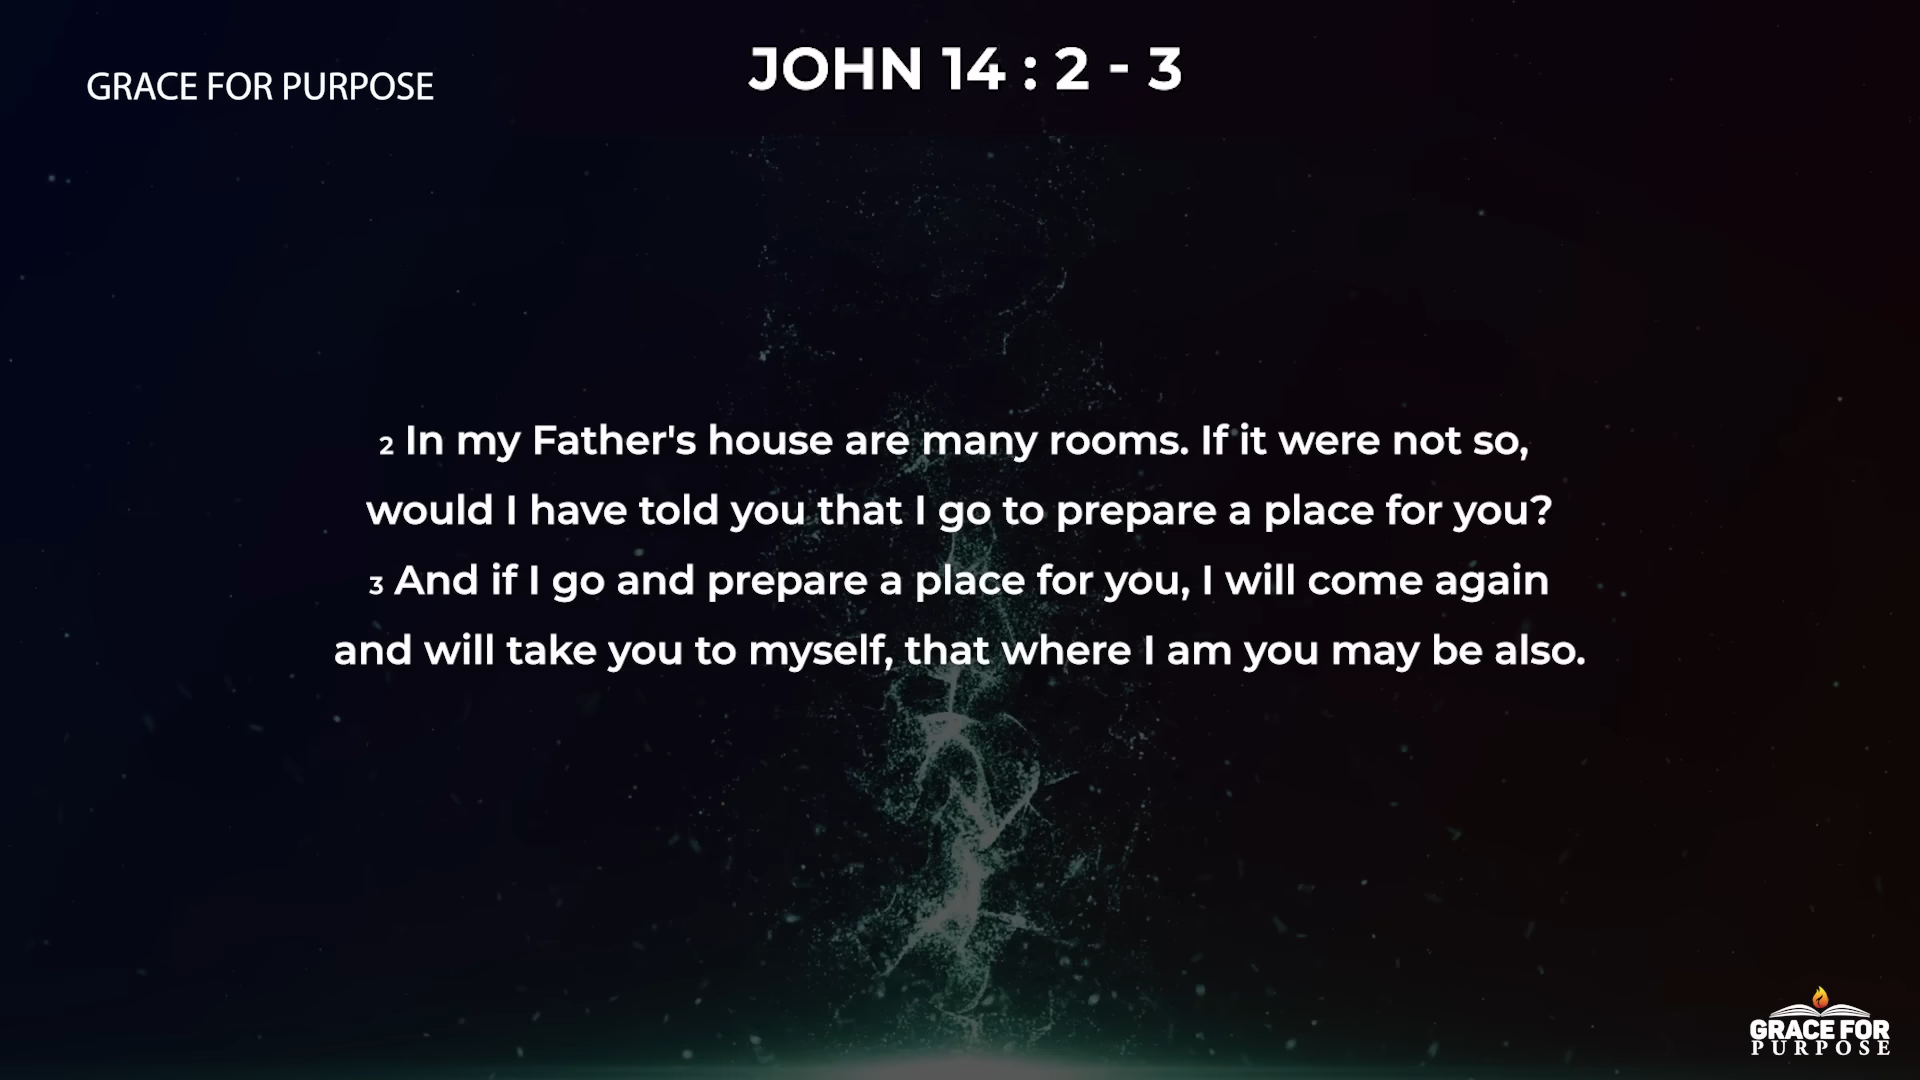 GRACE FOR PURPOSE
JOHN 14 : 2 - 3
2 In my Father's house are many rooms. If it were not so,
would I have told you that I go to prepare a place for you?
3 And if I go and prepare a place for you, I will come again
and will take you to myself, that where I am you may be also.
GRACE FOR
PURPOSE